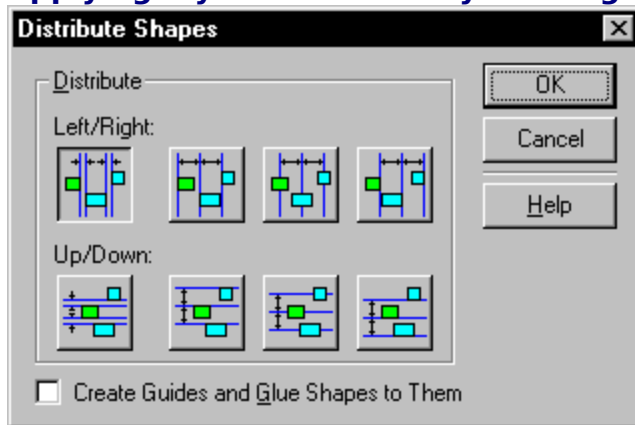 Distribute Shapes
Distribute
OK
Left/Right:
Cancel
Help
Up/Down:
Create Guides and Glue Shapes to Them